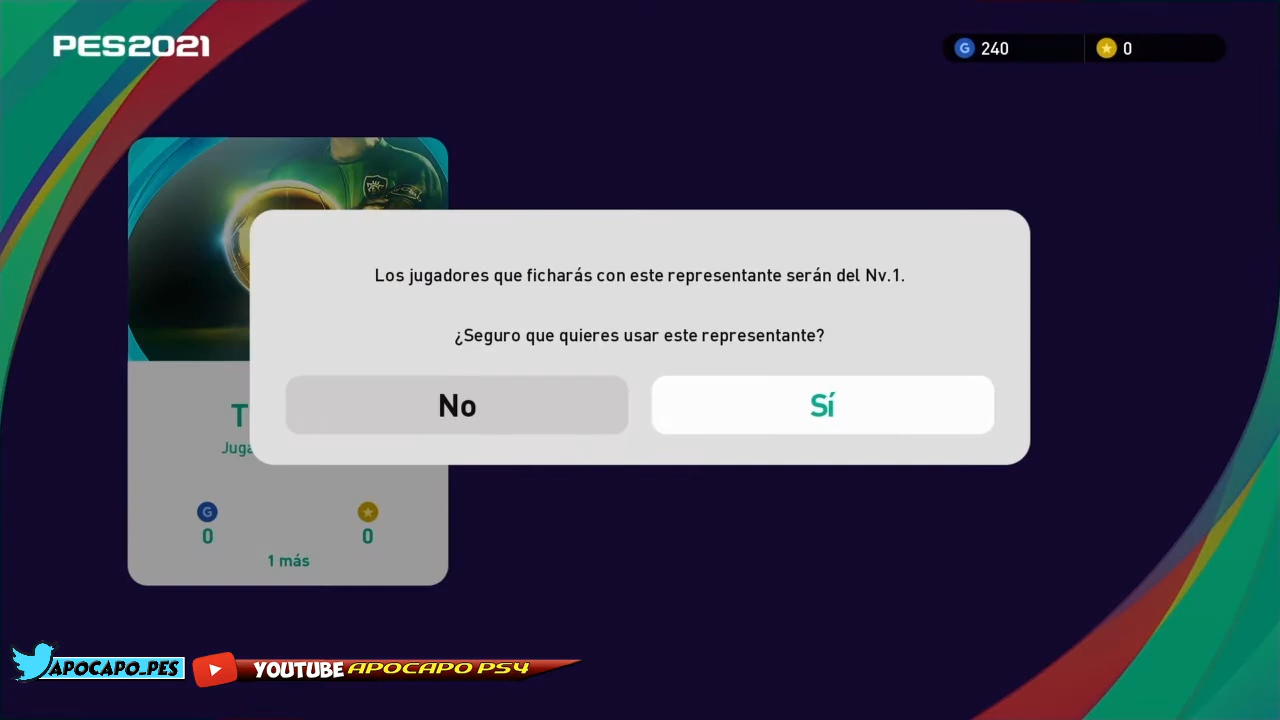 PES2021
G 240
0
Los jugadores que ficharás con este representante serán del Nv.1.
¿Seguro que quieres usar este representante?
No
Sí
G
0
0
1 más
APOCAPO_PES
YOUTUBE APOCAPO PS4